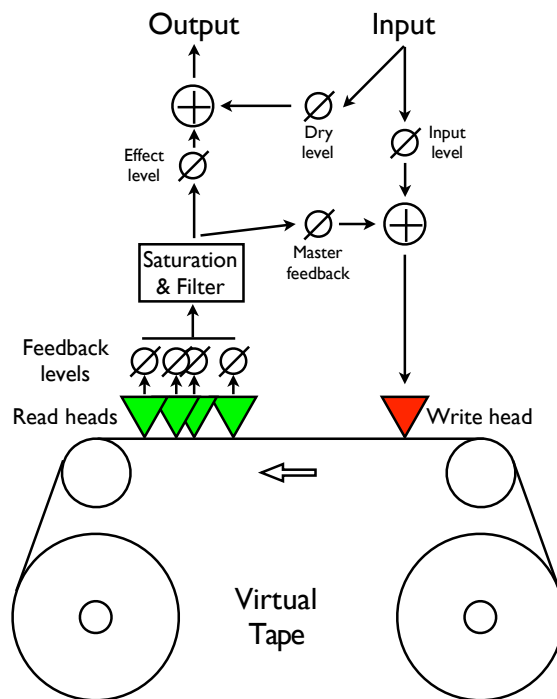 Output
Input
Dry
level
Input
level
Effect
level
Master
feedback
Saturation
& Filter
Feedback
levels
Read heads
Write head
Virtual
Tape